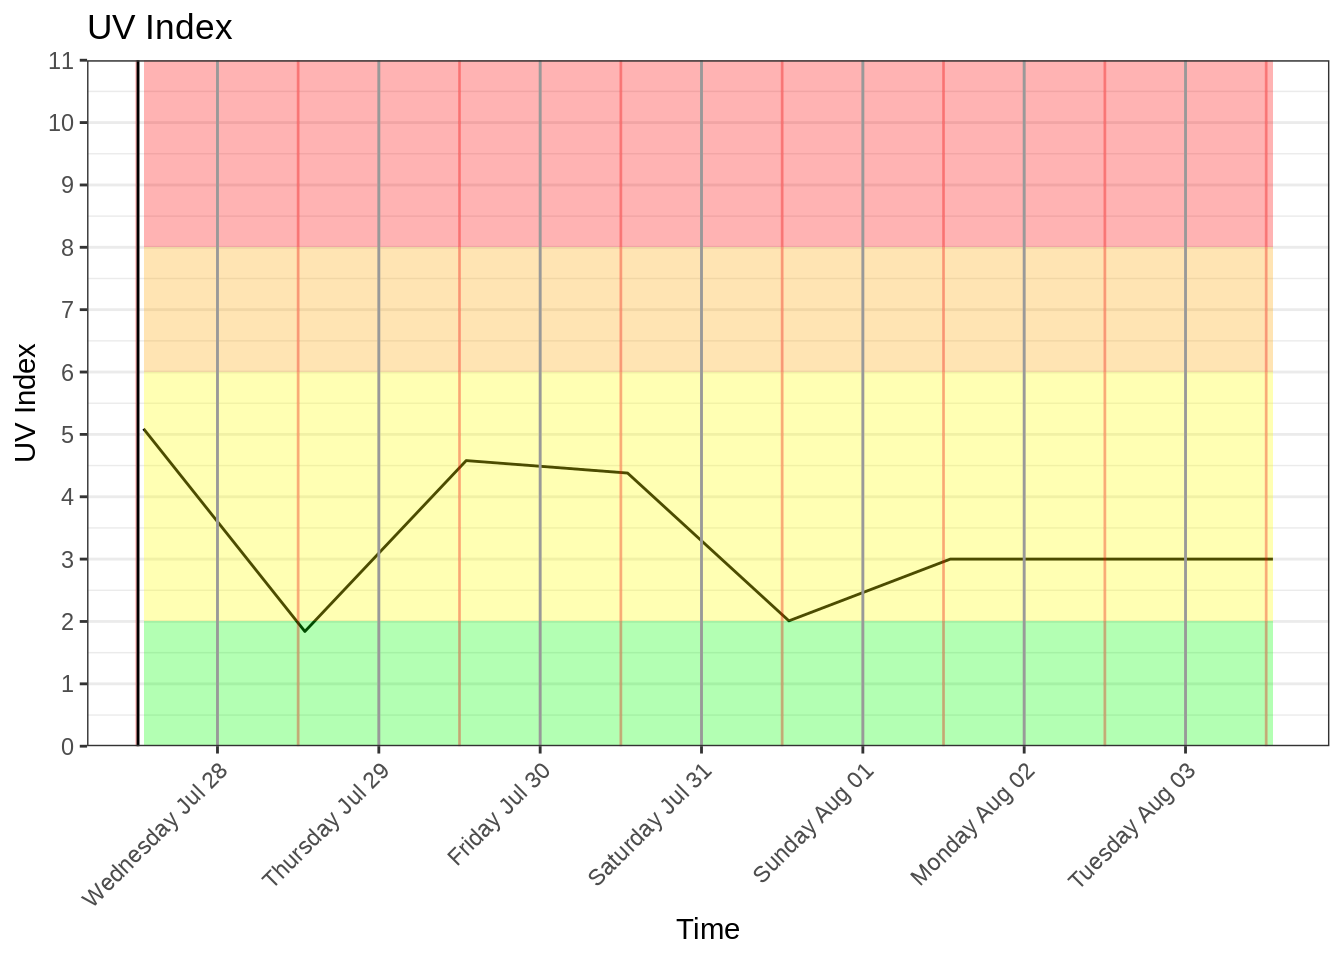 UV Index
11
10
9
8
7
6
5
4
3
2
1
0
UV Index
Wednesday Jul 28
Thursday Jul 29
Friday Jul 30
Saturday Jul 31
Sunday Aug 01
Monday Aug 02
Tuesday Aug 03
Time